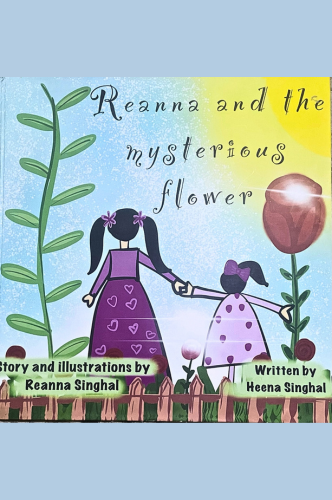 Reanna and the
mysterious
flower
Story and illustrations by
Reanna Singhal
Written by
Heena Singhal